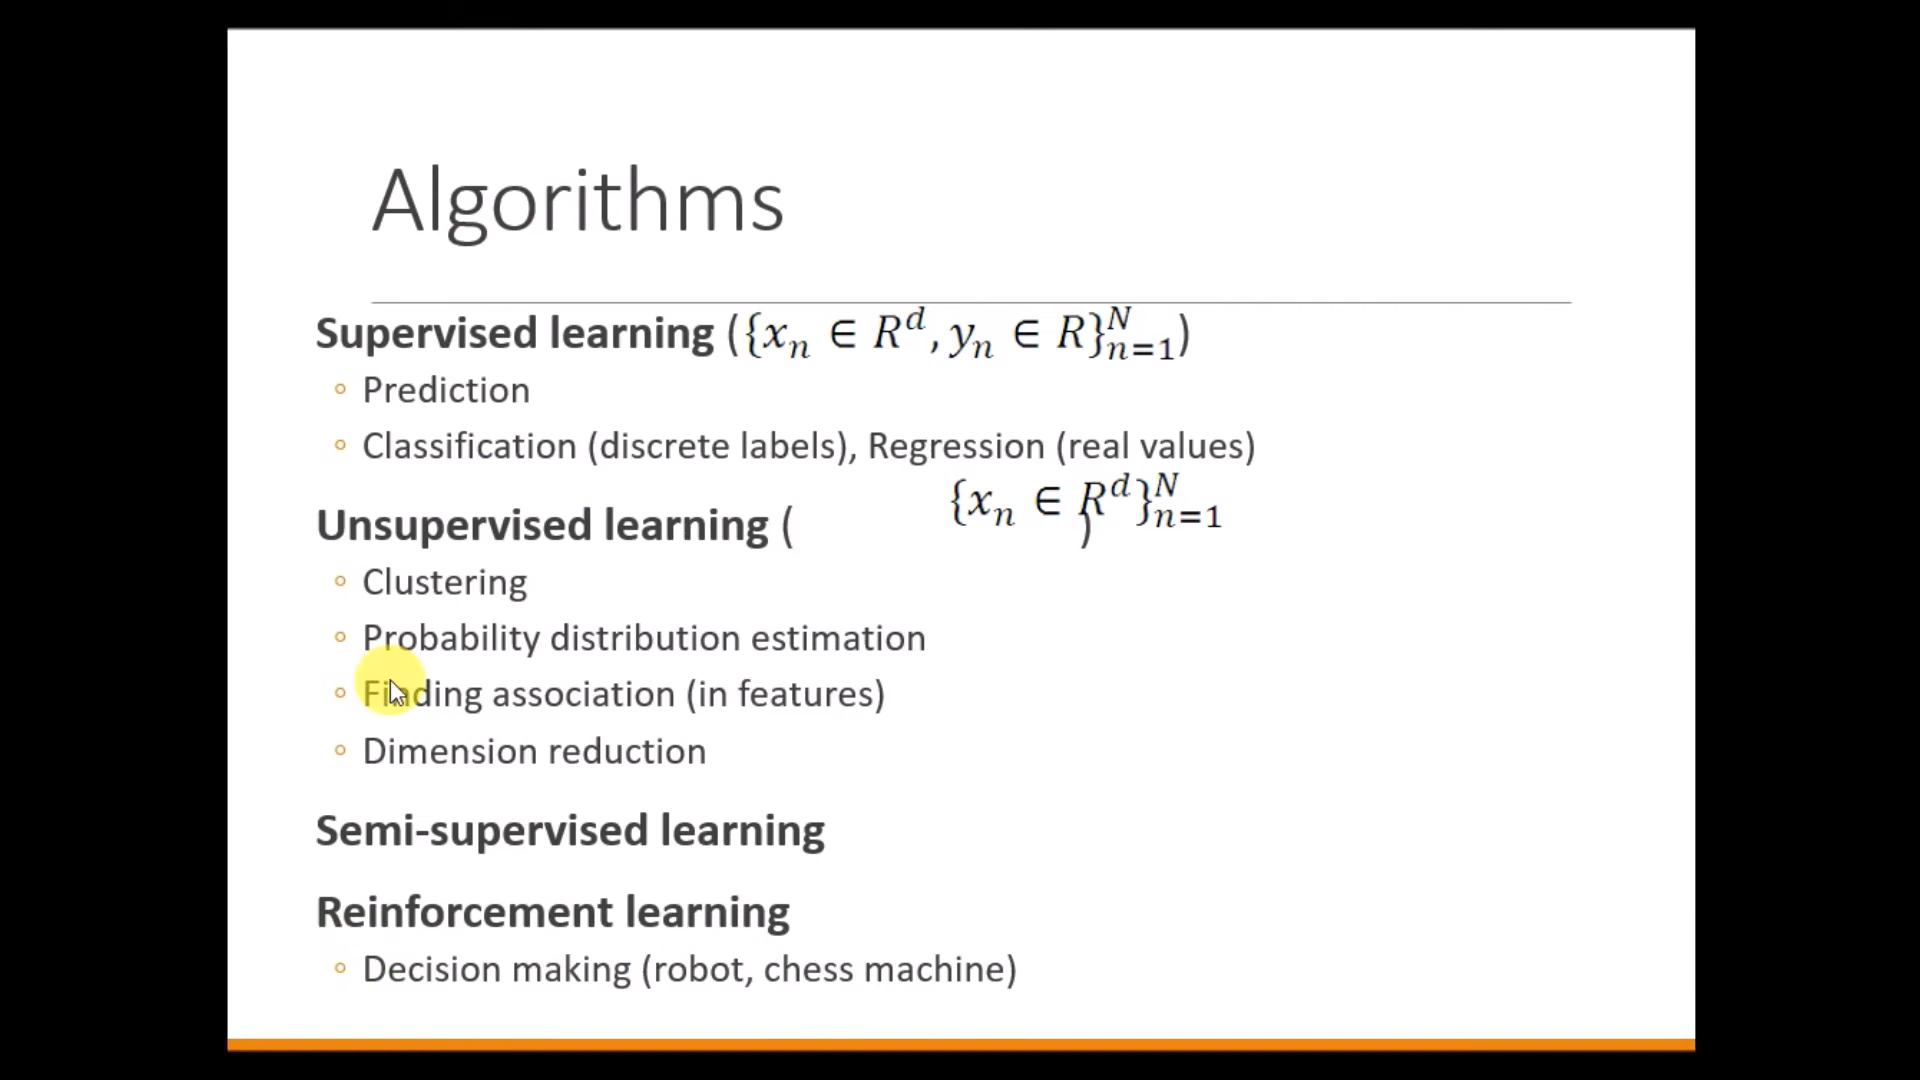 Algorithms
Supervised learning ({xₙ ∈ Rᵈ, yₙ ∈ R}ᴺₙ₌₁)
◦ Prediction
◦ Classification (discrete labels), Regression (real values)
Unsupervised learning ( {xₙ ∈ Rᵈ}ᴺₙ₌₁ )
◦ Clustering
◦ Probability distribution estimation
◦ Finding association (in features)
◦ Dimension reduction
Semi-supervised learning
Reinforcement learning
◦ Decision making (robot, chess machine)